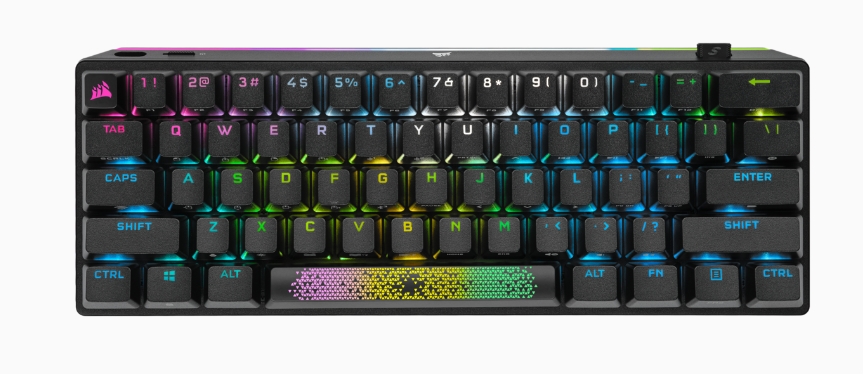 1 ! 2 @ 3 # 4 $ 5 % 6 ^ 7 & 8 * 9 ( 0 ) - _ = +
TAB Q W E R T Y U I O P [ { ] } \ |
CAPS A S D F G H J K L ; : ' " ENTER
SHIFT Z X C V B N M , < . > / ? SHIFT
CTRL ALT ALT FN CTRL